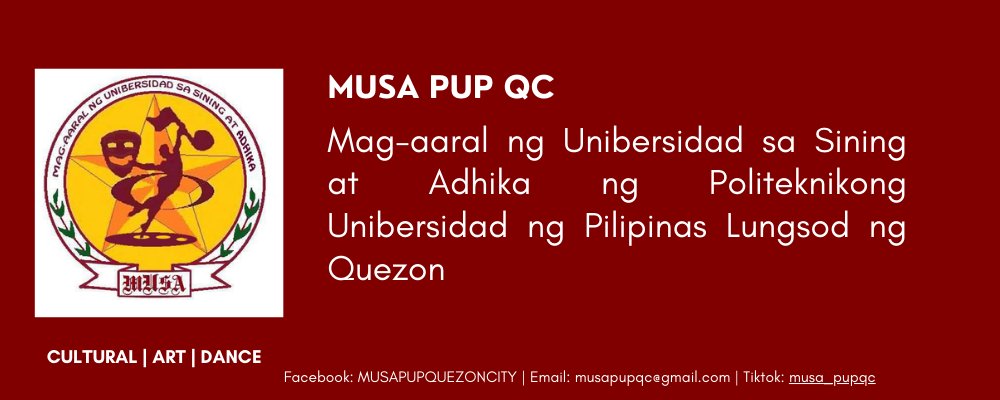 MAG-AARAL NG UNIBERSIDAD SA SINING AT ADHIKA
MUSA
MUSA PUP QC
Mag-aaral ng Unibersidad sa Sining
at Adhika ng Politeknikong
Unibersidad ng Pilipinas Lungsod ng
Quezon
CULTURAL | ART | DANCE
Facebook: MUSAPUPQUEZONCITY | Email: musapupqc@gmail.com | Tiktok: musa_pupqc